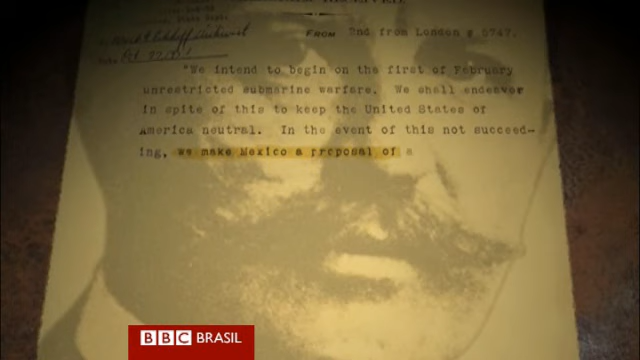 FROM 2nd from London # 5747.
"We intend to begin on the first of February
unrestricted submarine warfare. We shall endeavor
in spite of this to keep the United States of
America neutral. In the event of this not succeed-
ing, we make Mexico a proposal of a
BBC BRASIL